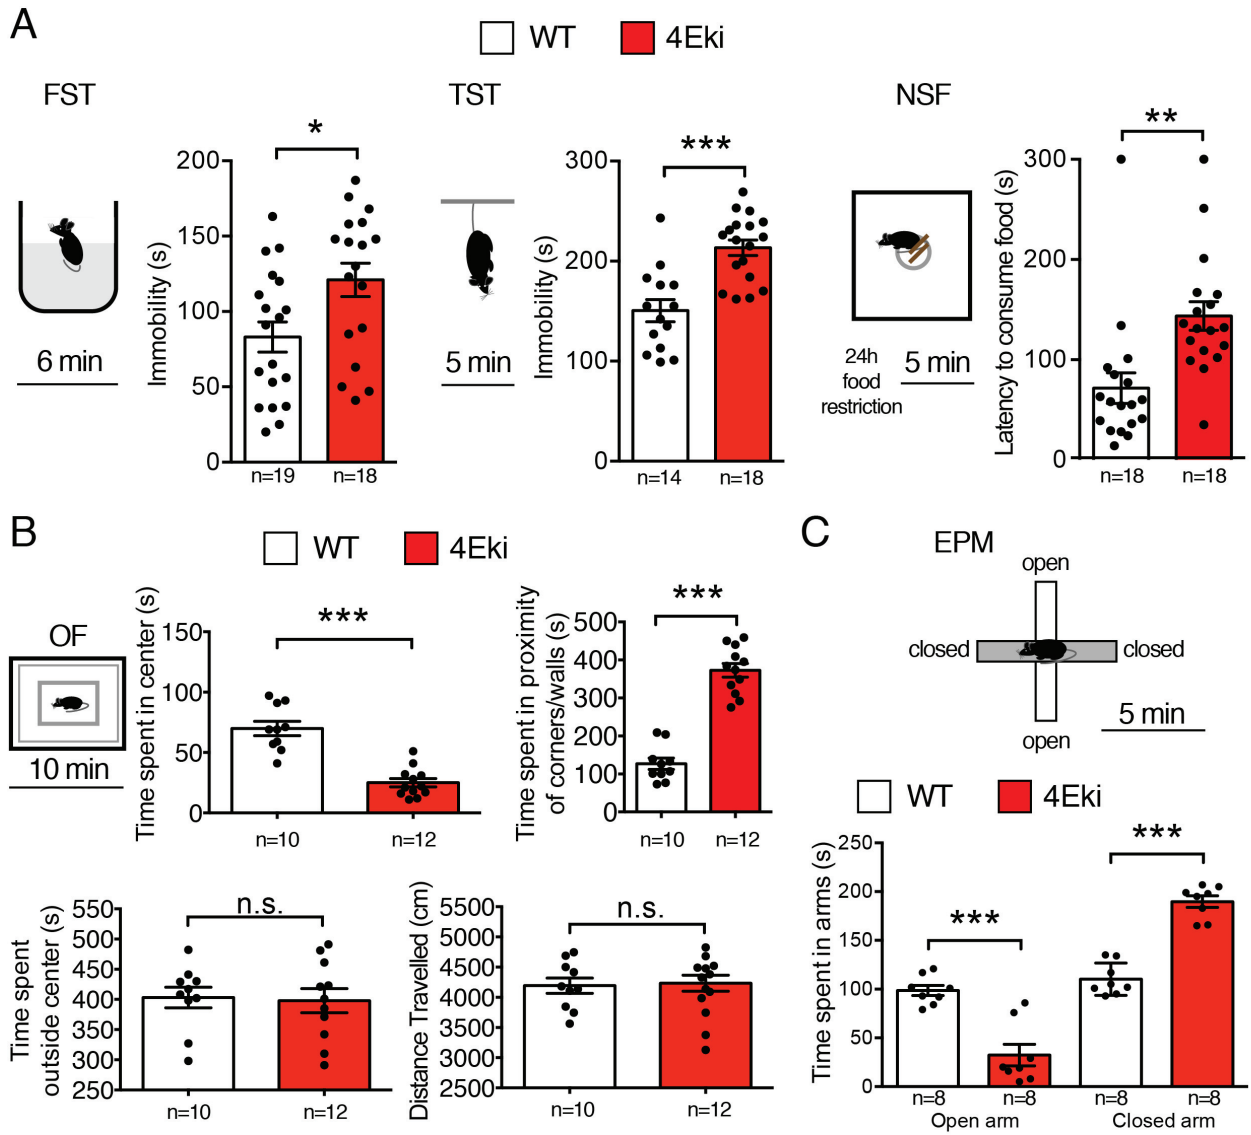 A
WT
4Eki
FST
TST
NSF
*
***
**
Immobility (s)
200
150
100
50
0
n=19
n=18
6 min
Immobility (s)
300
200
100
0
n=14
n=18
5 min
Latency to consume food (s)
300
200
100
0
n=18
n=18
24h
food
restriction
5 min
B
WT
4Eki
OF
10 min
Time spent in center (s)
150
100
50
0
***
n=10
n=12
Time spent in proximity
of corners/walls (s)
500
400
300
200
100
0
***
n=10
n=12
Time spent
outside center (s)
550
500
450
400
350
300
250
n.s.
n=10
n=12
Distance Travelled (cm)
5500
5000
4500
4000
3500
3000
2500
n.s.
n=10
n=12
C
EPM
open
closed
closed
open
5 min
WT
4Eki
Time spent in arms (s)
250
200
150
100
50
0
***
***
n=8
n=8
n=8
n=8
Open arm
Closed arm